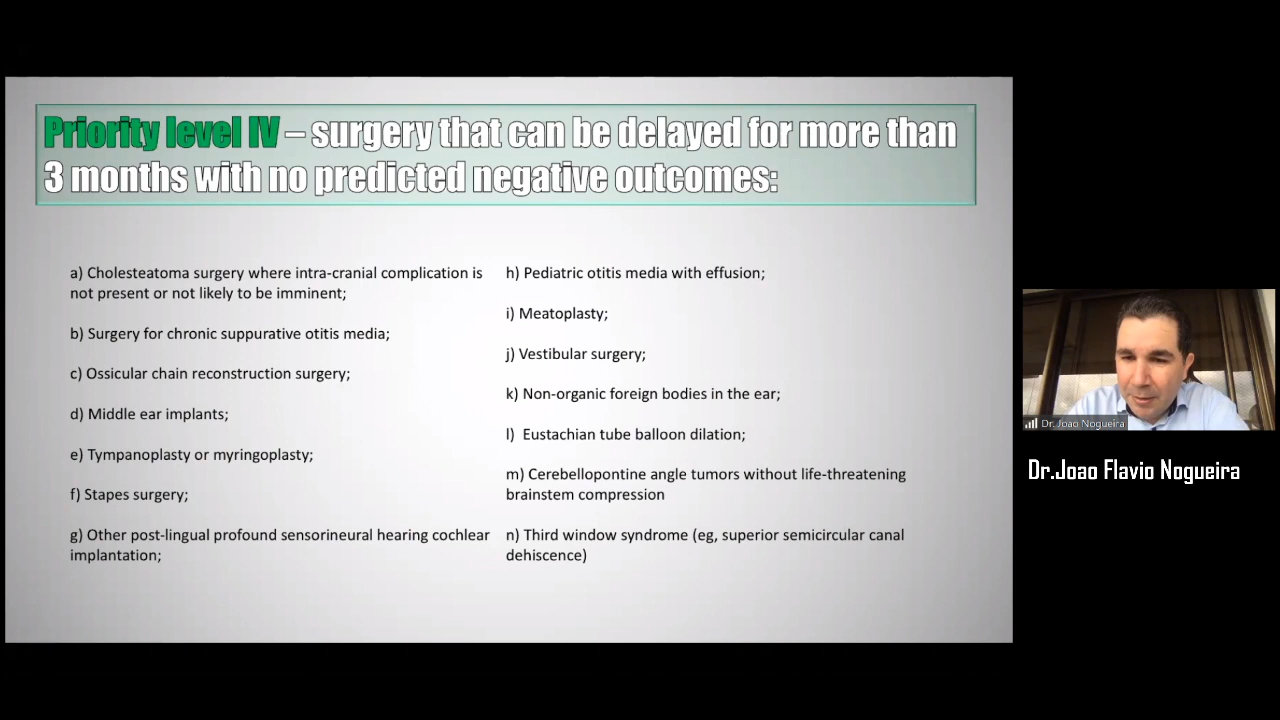 Priority level IV – surgery that can be delayed for more than
3 months with no predicted negative outcomes:
a) Cholesteatoma surgery where intra-cranial complication is
not present or not likely to be imminent;
b) Surgery for chronic suppurative otitis media;
c) Ossicular chain reconstruction surgery;
d) Middle ear implants;
e) Tympanoplasty or myringoplasty;
f) Stapes surgery;
g) Other post-lingual profound sensorineural hearing cochlear
implantation;
h) Pediatric otitis media with effusion;
i) Meatoplasty;
j) Vestibular surgery;
k) Non-organic foreign bodies in the ear;
l) Eustachian tube balloon dilation;
m) Cerebellopontine angle tumors without life-threatening
brainstem compression
n) Third window syndrome (eg, superior semicircular canal
dehiscence)
Dr. Joao Nogueira
Dr.Joao Flavio Nogueira